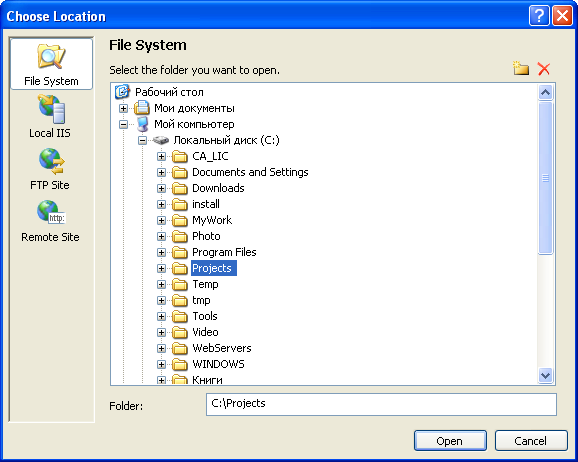 Choose Location
File System
Local IIS
FTP Site
http:
Remote Site
File System
Select the folder you want to open.
Рабочий стол
Мои документы
Мой компьютер
Локальный диск (C:)
CA_LIC
Documents and Settings
Downloads
install
MyWork
Photo
Program Files
Projects
Temp
tmp
Tools
Video
WebServers
WINDOWS
Книги
Folder:
C:\Projects
Open
Cancel